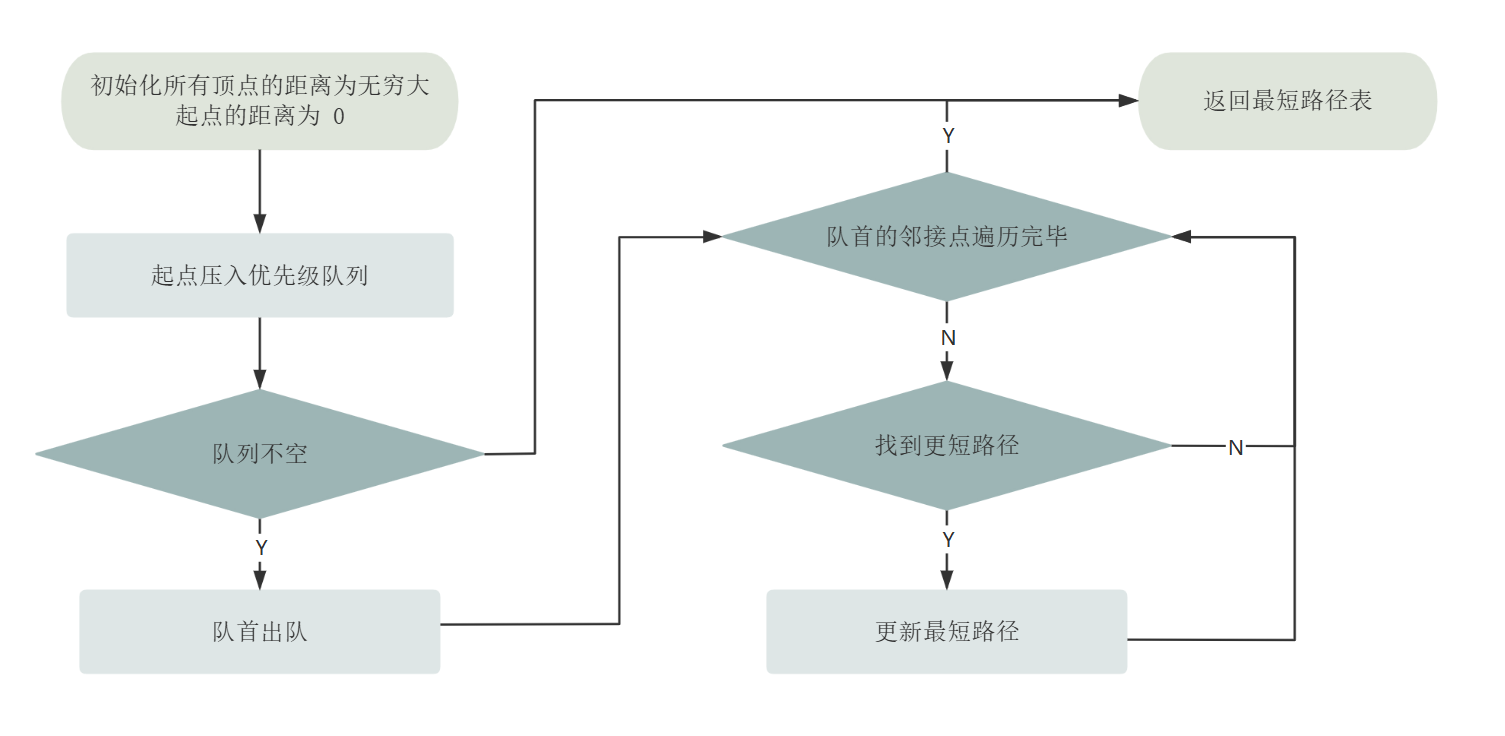 初始化所有顶点的距离为无穷大
起点的距离为 0
起点压入优先级队列
队列不空
Y
队首出队
返回最短路径表
Y
队首的邻接点遍历完毕
N
找到更短路径
N
Y
更新最短路径